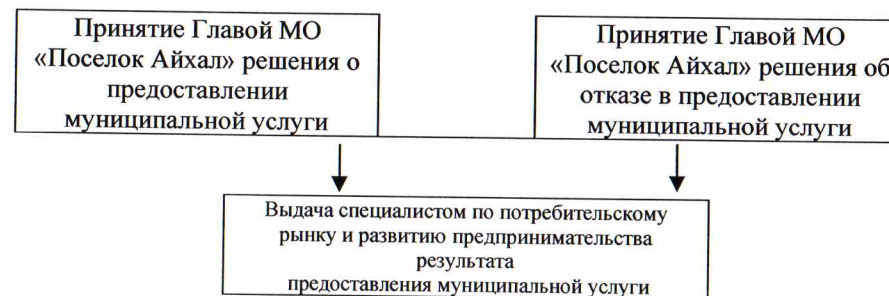 Принятие Главой МО
«Поселок Айхал» решения о
предоставлении
муниципальной услуги
Принятие Главой МО
«Поселок Айхал» решения об
отказе в предоставлении
муниципальной услуги
Выдача специалистом по потребительскому
рынку и развитию предпринимательства
результата
предоставления муниципальной услуги